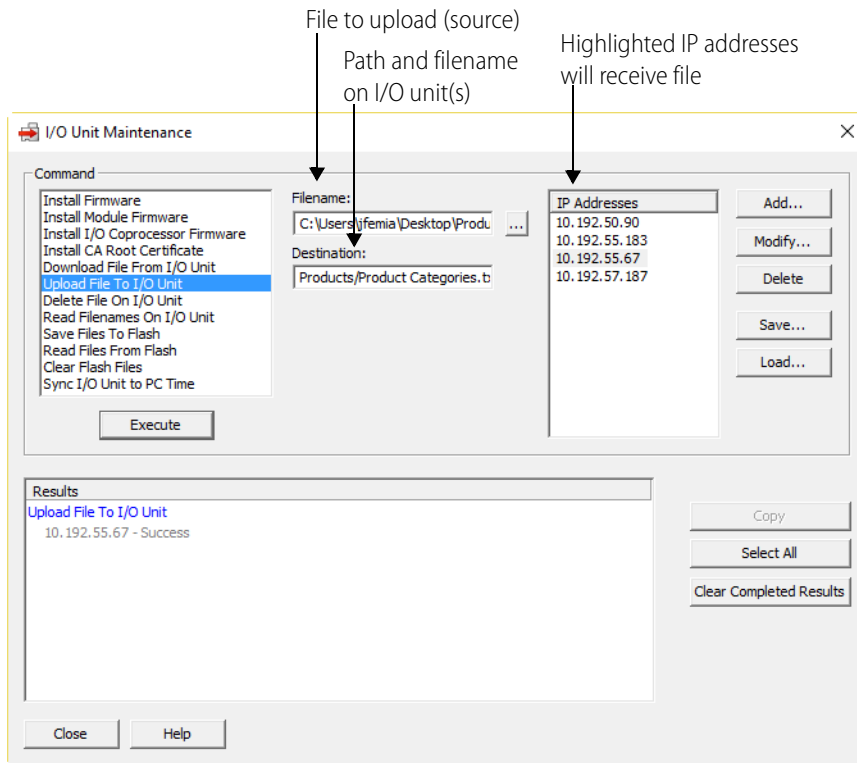 File to upload (source)
Path and filename
on I/O unit(s)
Highlighted IP addresses
will receive file
I/O Unit Maintenance
Command
Install Firmware
Install Module Firmware
Install I/O Coprocessor Firmware
Install CA Root Certificate
Download File From I/O Unit
Upload File To I/O Unit
Delete File On I/O Unit
Read Filenames On I/O Unit
Save Files To Flash
Read Files From Flash
Clear Flash Files
Sync I/O Unit to PC Time
Execute
Filename:
C:\Users\jfemia\Desktop\Produ
...
Destination:
Products/Product Categories.t
IP Addresses
10.192.50.90
10.192.55.183
10.192.55.67
10.192.57.187
Add...
Modify...
Delete
Save...
Load...
Results
Upload File To I/O Unit
10.192.55.67 - Success
Copy
Select All
Clear Completed Results
Close
Help